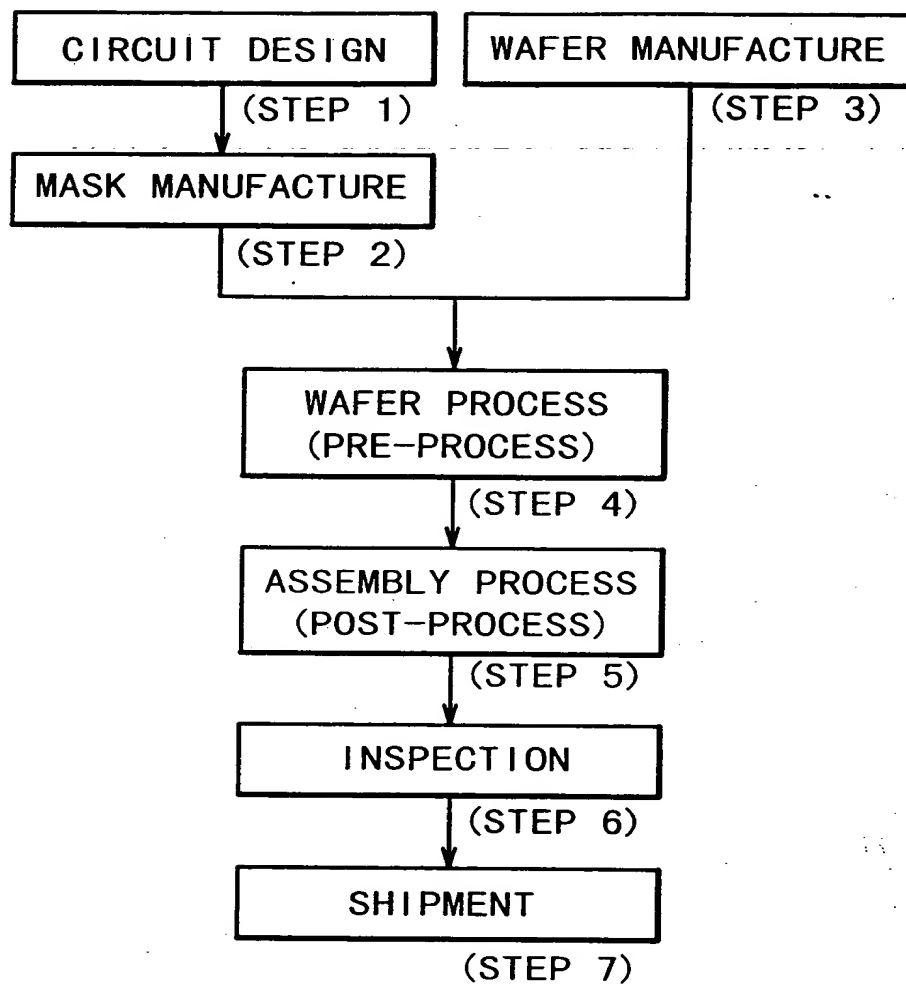 CIRCUIT DESIGN
(STEP 1)
WAFER MANUFACTURE
(STEP 3)
MASK MANUFACTURE
(STEP 2)
WAFER PROCESS
(PRE-PROCESS)
(STEP 4)
ASSEMBLY PROCESS
(POST-PROCESS)
(STEP 5)
INSPECTION
(STEP 6)
SHIPMENT
(STEP 7)